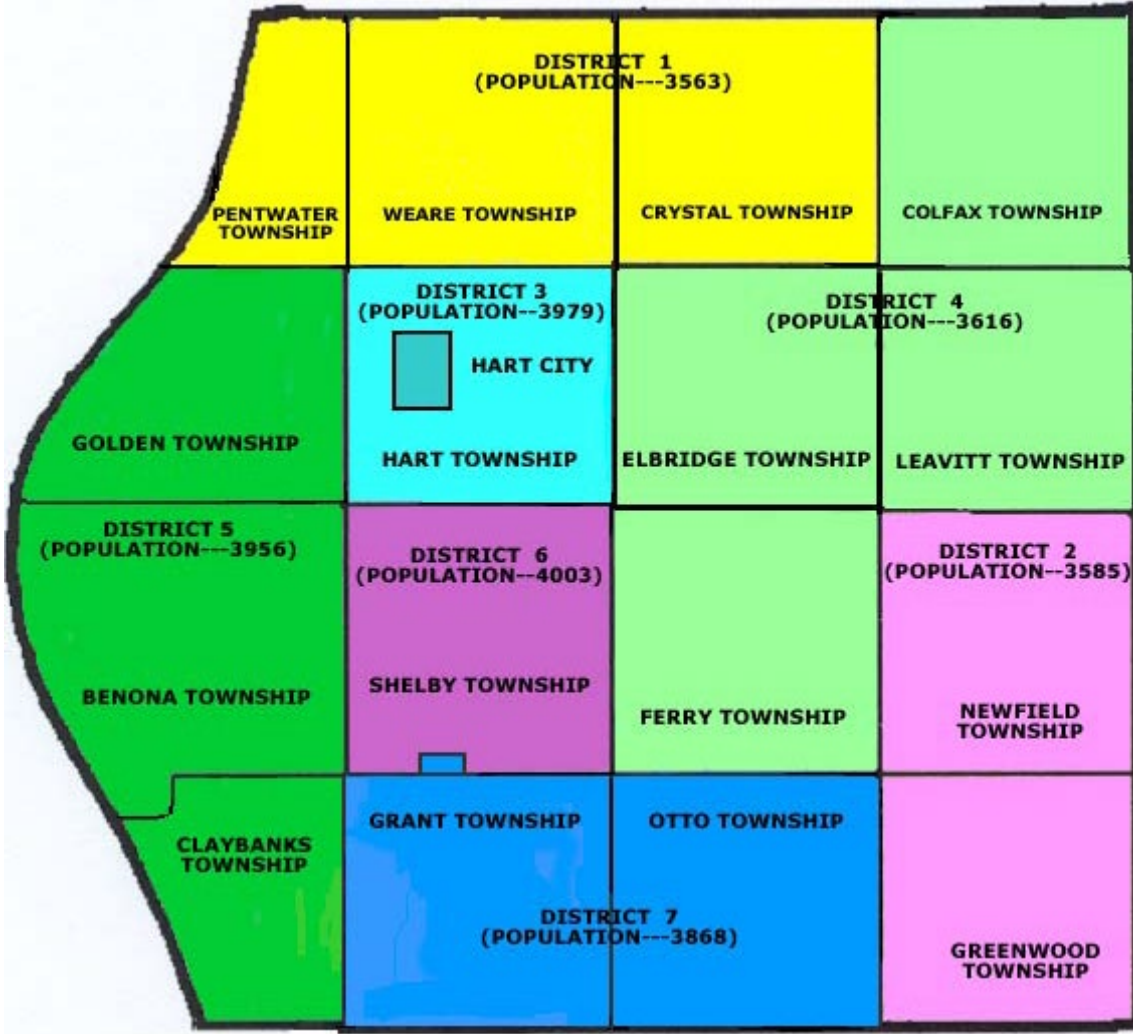 DISTRICT 1
(POPULATION---3563)
PENTWATER
TOWNSHIP
WEARE TOWNSHIP
CRYSTAL TOWNSHIP
COLFAX TOWNSHIP
DISTRICT 3
(POPULATION--3979)
HART CITY
HART TOWNSHIP
DISTRICT 4
(POPULATION---3616)
GOLDEN TOWNSHIP
ELBRIDGE TOWNSHIP
LEAVITT TOWNSHIP
DISTRICT 5
(POPULATION---3956)
BENONA TOWNSHIP
DISTRICT 6
(POPULATION--4003)
SHELBY TOWNSHIP
FERRY TOWNSHIP
DISTRICT 2
(POPULATION--3585)
NEWFIELD
TOWNSHIP
CLAYBANKS
TOWNSHIP
GRANT TOWNSHIP
OTTO TOWNSHIP
DISTRICT 7
(POPULATION---3868)
GREENWOOD
TOWNSHIP